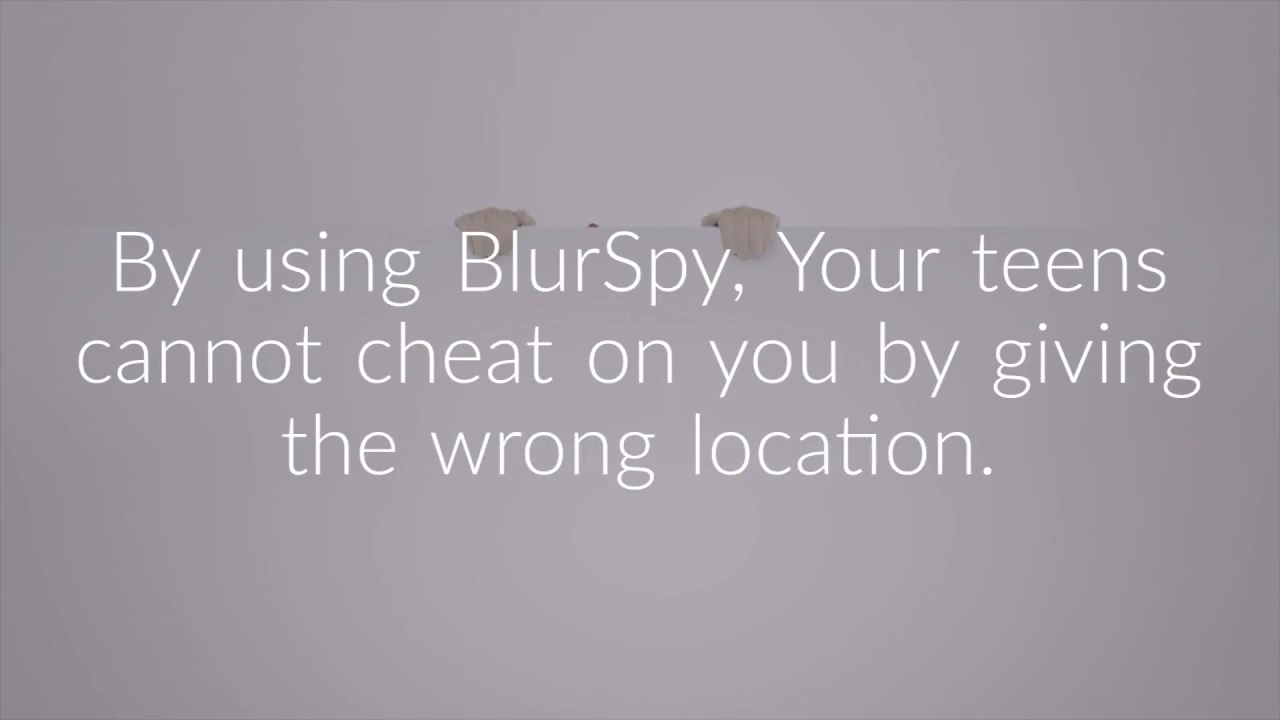 By using BlurSpy, Your teens
cannot cheat on you by giving
the wrong location.